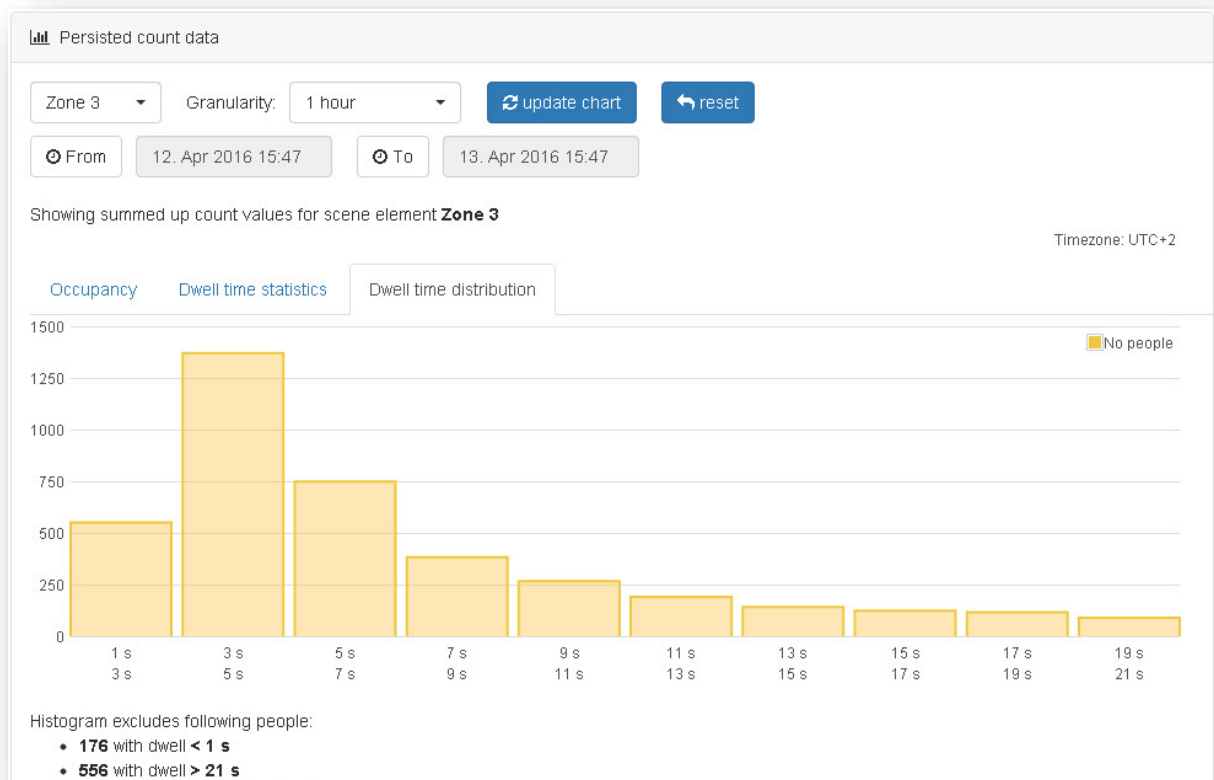 Persisted count data
Zone 3 Granularity: 1 hour update chart reset
From 12. Apr 2016 15:47 To 13. Apr 2016 15:47
Showing summed up count values for scene element Zone 3
Timezone: UTC+2
Occupancy Dwell time statistics Dwell time distribution
1500
No people
1250
1000
750
500
250
0
1 s 3 s 5 s 7 s 9 s 11 s 13 s 15 s 17 s 19 s
3 s 5 s 7 s 9 s 11 s 13 s 15 s 17 s 19 s 21 s
Histogram excludes following people:
• 176 with dwell < 1 s
• 556 with dwell > 21 s